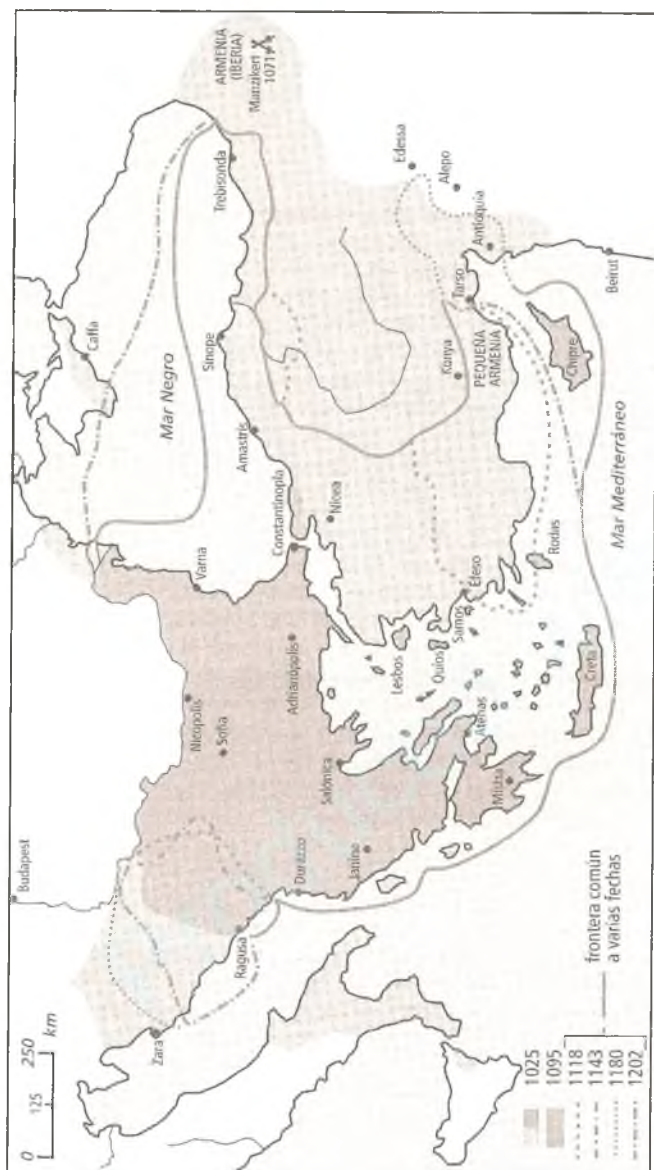 Budapest
Zara
Ragusa
Durazzo
Janine
Nicópolis
Sofía
Varna
Adrianópolis
Salónica
Constantinopla
Atenas
Mistra
Lesbos
Quíos
Samos
Éfeso
Rodas
Creta
Nicea
Amastris
Sinope
Trebisonda
Caffa
Mar Negro
ARMENIA
(IBERIA)
Manzikert
1071
Edessa
Alepo
Antioquía
Tarso
Konya
PEQUEÑA
ARMENIA
Chipre
Beirut
Mar Mediterráneo
0 125 250
km
1025
1095
1118
1143
1180
1202
frontera común
a varias fechas